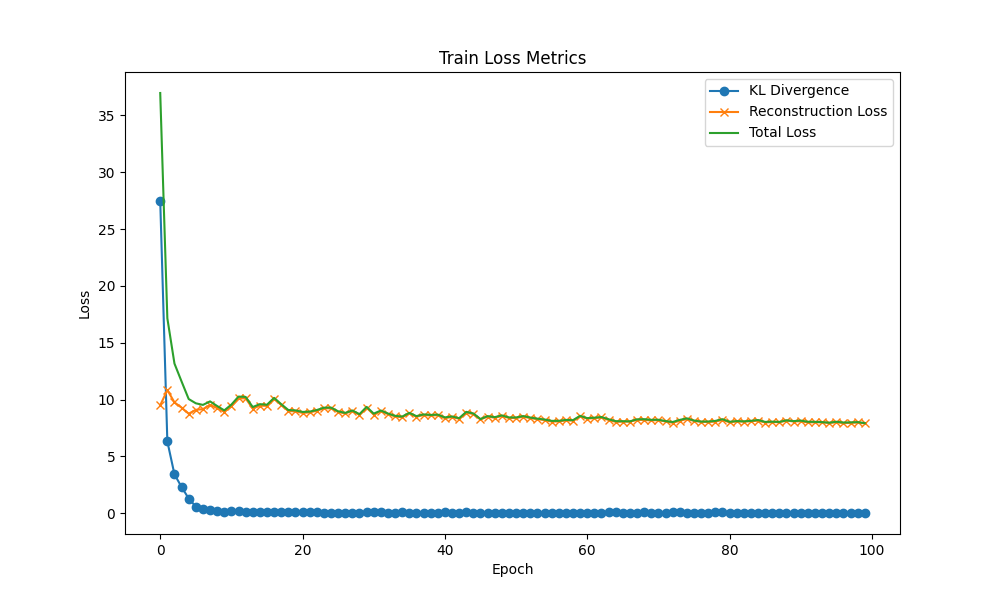 Train Loss Metrics
KL Divergence
Reconstruction Loss
Total Loss
35
30
25
20
15
10
5
0
Loss
0 20 40 60 80 100
Epoch